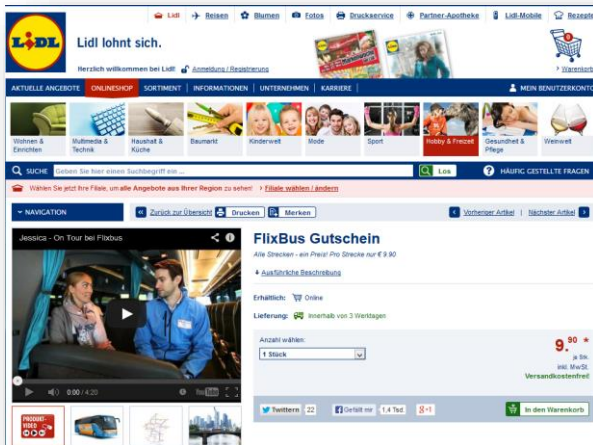 Lidl Reisen Blumen Fotos Druckservice Partner-Apotheke Lidl-Mobile Rezepte
LIDL
Lidl lohnt sich.
Herzlich willkommen bei Lidl! Anmeldung / Registrierung
0
Warenkorb
AKTUELLE ANGEBOTE ONLINESHOP SORTIMENT INFORMATIONEN UNTERNEHMEN KARRIERE MEIN BENUTZERKONTO
Wohnen & Einrichten
Multimedia & Technik
Haushalt & Küche
Baumarkt
Kinderwelt
Mode
Sport
Hobby & Freizeit
Gesundheit & Pflege
Weinwelt
SUCHE Geben Sie hier einen Suchbegriff ein ... Los HÄUFIG GESTELLTE FRAGEN
Wählen Sie jetzt Ihre Filiale, um alle Angebote aus Ihrer Region zu sehen! Filiale wählen / ändern
NAVIGATION Zurück zur Übersicht Drucken Merken Vorheriger Artikel | Nächster Artikel
Jessica - On Tour bei Flixbus
0:00 / 4:20 YouTube
PRODUKT-
VIDEO
FlixBus Gutschein
Alle Strecken - ein Preis! Pro Strecke nur € 9.90
Ausführliche Beschreibung
Erhältlich: Online
Lieferung: innerhalb von 3 Werktagen
Anzahl wählen:
1 Stück
9.90 *
je Stk.
inkl. MwSt.
Versandkostenfrei!
Twittern 22 Gefällt mir 1,4 Tsd. g+1
In den Warenkorb